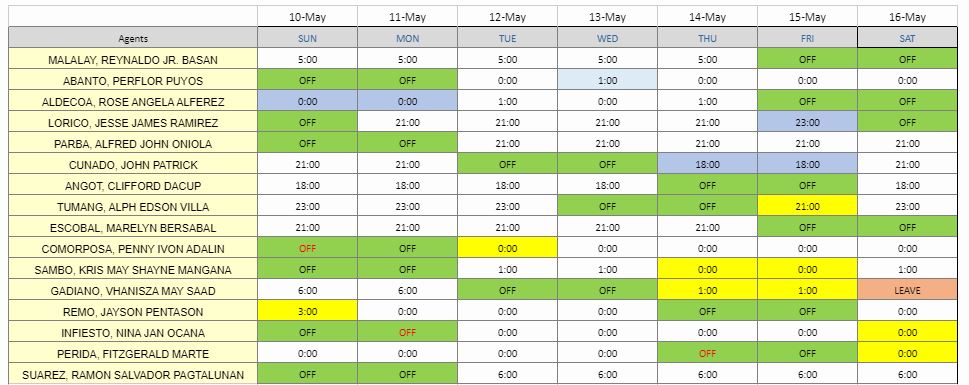 10-May 11-May 12-May 13-May 14-May 15-May 16-May
Agents SUN MON TUE WED THU FRI SAT
MALALAY, REYNALDO JR. BASAN 5:00 5:00 5:00 5:00 5:00 OFF OFF
ABANTO, PERFLOR PUYOS OFF OFF 0:00 1:00 0:00 0:00 0:00
ALDECOA, ROSE ANGELA ALFEREZ 0:00 0:00 1:00 0:00 1:00 OFF OFF
LORICO, JESSE JAMES RAMIREZ OFF 21:00 21:00 21:00 21:00 23:00 OFF
PARBA, ALFRED JOHN ONIOLA OFF OFF 21:00 21:00 21:00 21:00 21:00
CUNADO, JOHN PATRICK 21:00 21:00 OFF OFF 18:00 18:00 21:00
ANGOT, CLIFFORD DACUP 18:00 18:00 18:00 18:00 OFF OFF 18:00
TUMANG, ALPH EDSON VILLA 23:00 23:00 23:00 OFF OFF 21:00 23:00
ESCOBAL, MARELYN BERSABAL 21:00 21:00 21:00 21:00 21:00 OFF OFF
COMORPOSA, PENNY IVON ADALIN OFF OFF 0:00 0:00 0:00 0:00 0:00
SAMBO, KRIS MAY SHAYNE MANGANA OFF OFF 1:00 1:00 0:00 0:00 1:00
GADIANO, VHANISZA MAY SAAD 6:00 6:00 OFF OFF 1:00 1:00 LEAVE
REMO, JAYSON PENTASON 3:00 0:00 0:00 0:00 OFF OFF 0:00
INFIESTO, NINA JAN OCANA OFF OFF 0:00 0:00 0:00 0:00 0:00
PERIDA, FITZGERALD MARTE 0:00 0:00 0:00 0:00 OFF OFF 0:00
SUAREZ, RAMON SALVADOR PAGTALUNAN OFF OFF 6:00 6:00 6:00 6:00 6:00